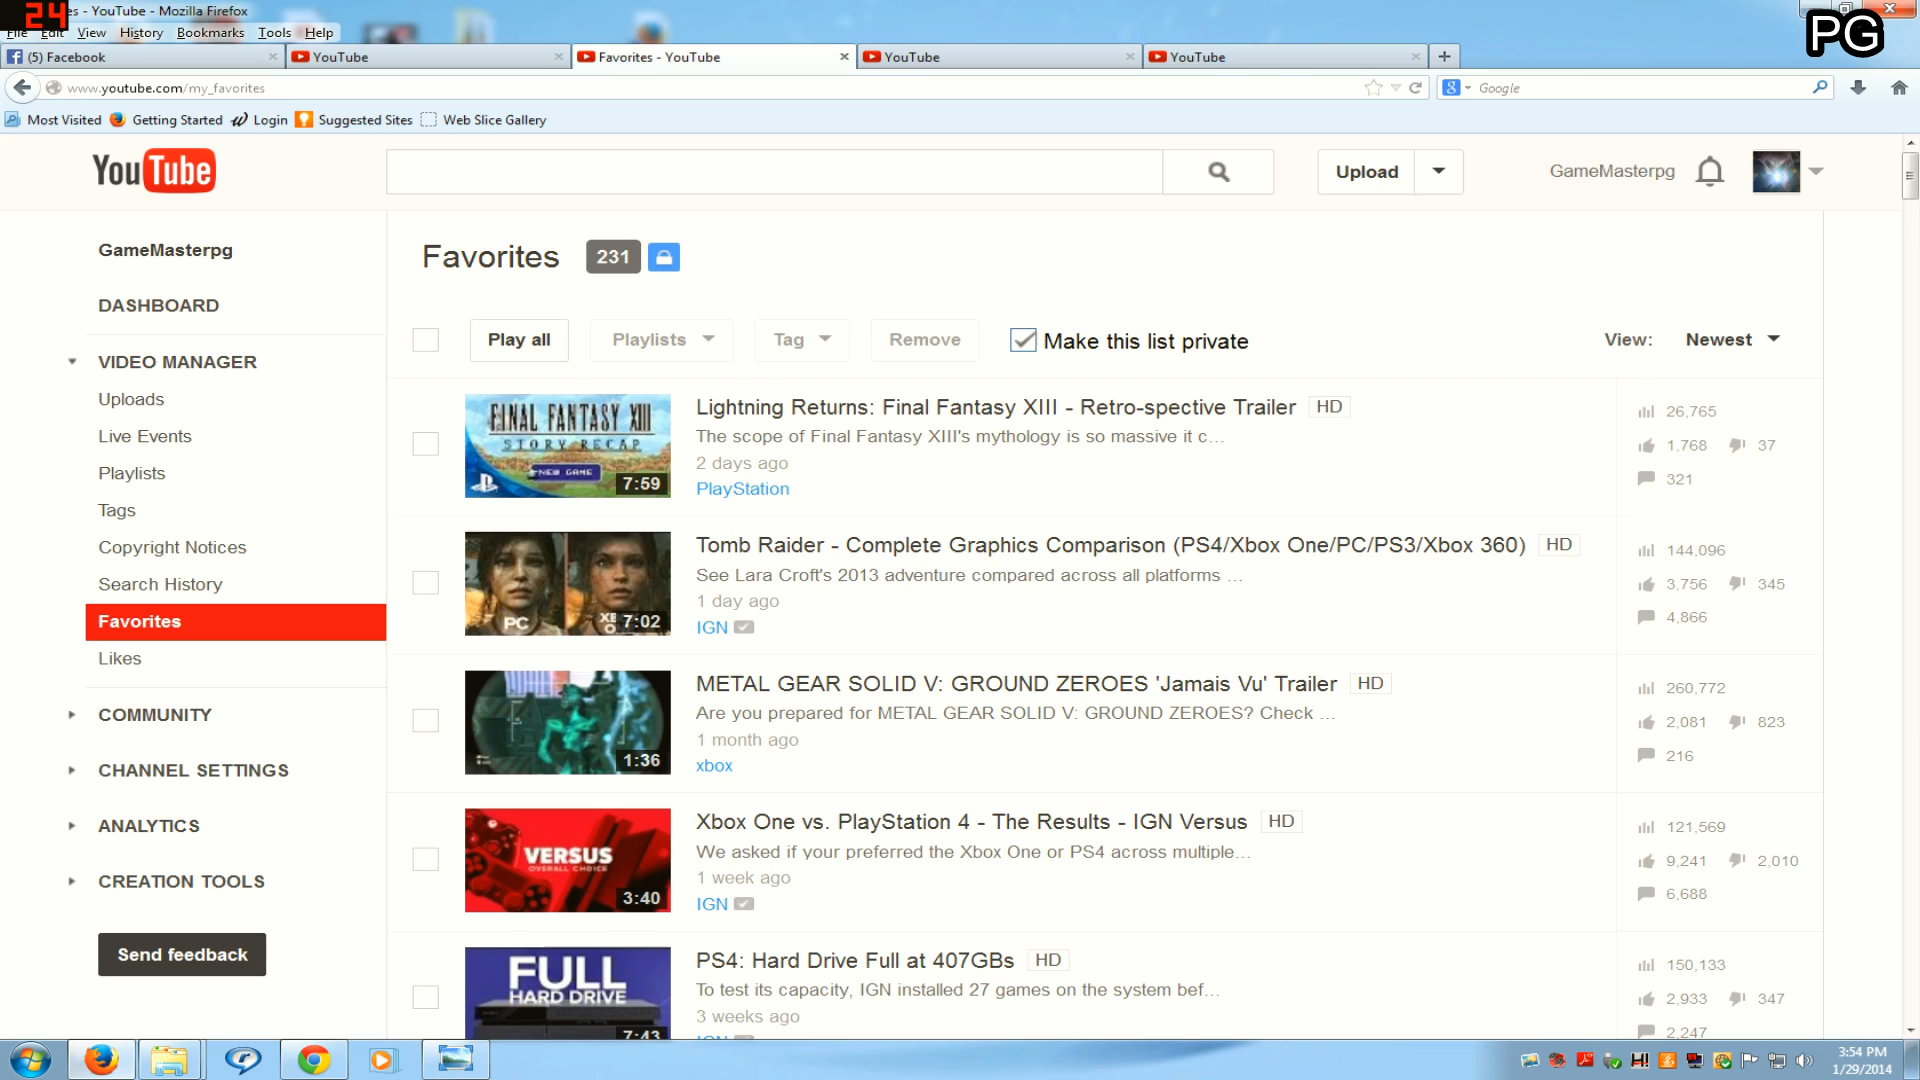 24
es - YouTube - Mozilla Firefox
PG
File Edit View History Bookmarks Tools Help
(5) Facebook
YouTube
Favorites - YouTube
YouTube
YouTube
www.youtube.com/my_favorites
Google
Most Visited Getting Started Login Suggested Sites Web Slice Gallery
YouTube
Upload
GameMasterpg
GameMasterpg
DASHBOARD
VIDEO MANAGER
Uploads
Live Events
Playlists
Tags
Copyright Notices
Search History
Favorites
Likes
COMMUNITY
CHANNEL SETTINGS
ANALYTICS
CREATION TOOLS
Send feedback
Favorites 231
Play all Playlists Tag Remove Make this list private View: Newest
FINAL FANTASY XIII
STORY RECAP
NEW GAME
7:59
Lightning Returns: Final Fantasy XIII - Retro-spective Trailer HD
The scope of Final Fantasy XIII's mythology is so massive it c...
2 days ago
PlayStation
26,765
1,768 37
321
PC
7:02
Tomb Raider - Complete Graphics Comparison (PS4/Xbox One/PC/PS3/Xbox 360) HD
See Lara Croft's 2013 adventure compared across all platforms ...
1 day ago
IGN
144,096
3,756 345
4,866
1:36
METAL GEAR SOLID V: GROUND ZEROES 'Jamais Vu' Trailer HD
Are you prepared for METAL GEAR SOLID V: GROUND ZEROES? Check ...
1 month ago
xbox
260,772
2,081 823
216
VERSUS
OVERALL CHOICE
3:40
Xbox One vs. PlayStation 4 - The Results - IGN Versus HD
We asked if your preferred the Xbox One or PS4 across multiple...
1 week ago
IGN
121,569
9,241 2,010
6,688
FULL
HARD DRIVE
7:43
PS4: Hard Drive Full at 407GBs HD
To test its capacity, IGN installed 27 games on the system bef...
3 weeks ago
IGN
150,133
2,933 347
2,247
3:54 PM
1/29/2014